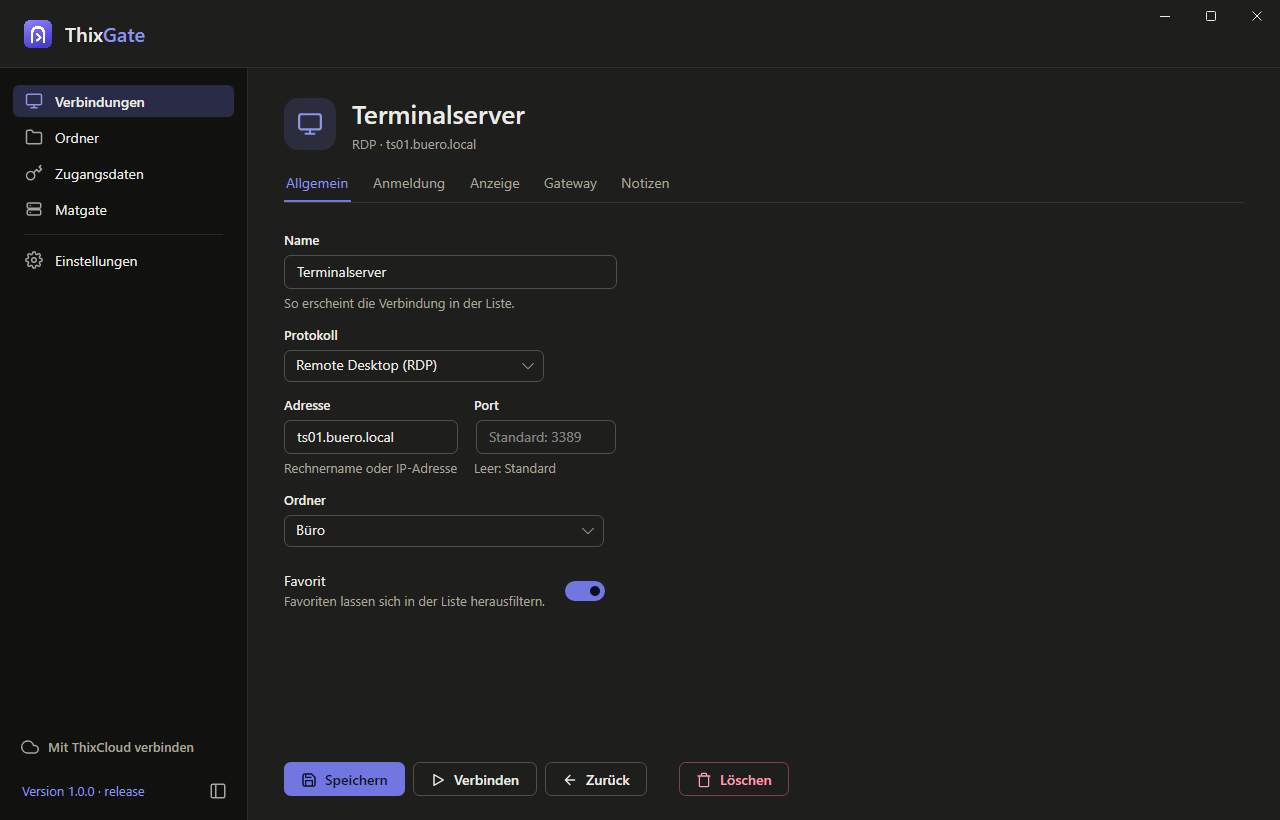 ThixGate
Verbindungen
Ordner
Zugangsdaten
Matgate
Einstellungen
Mit ThixCloud verbinden
Version 1.0.0 · release
Terminalserver
RDP · ts01.buero.local
Allgemein Anmeldung Anzeige Gateway Notizen
Name
Terminalserver
So erscheint die Verbindung in der Liste.
Protokoll
Remote Desktop (RDP)
Adresse Port
ts01.buero.local Standard: 3389
Rechnername oder IP-Adresse Leer: Standard
Ordner
Büro
Favorit
Favoriten lassen sich in der Liste herausfiltern.
Speichern Verbinden Zurück Löschen